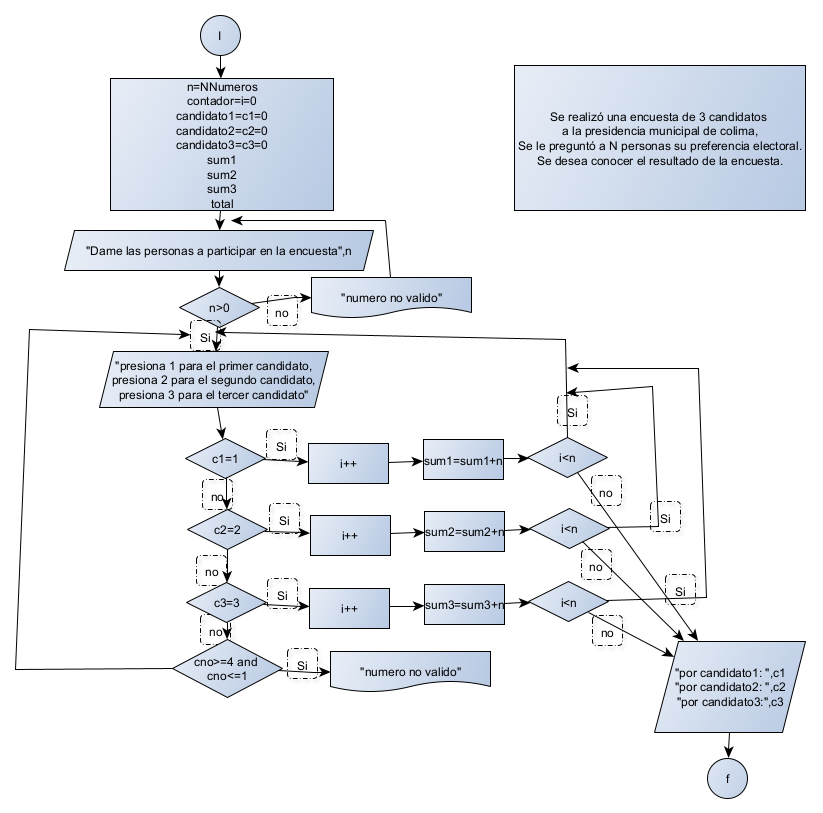 I
n=NNumeros
contador=i=0
candidato1=c1=0
candidato2=c2=0
candidato3=c3=0
sum1
sum2
sum3
total
Se realizó una encuesta de 3 candidatos
a la presidencia municipal de colima,
Se le preguntó a N personas su preferencia electoral.
Se desea conocer el resultado de la encuesta.
"Dame las personas a participar en la encuesta",n
n>0
no
"numero no valido"
Si
"presiona 1 para el primer candidato,
presiona 2 para el segundo candidato,
presiona 3 para el tercer candidato"
Si
c1=1
Si
i++
sum1=sum1+n
i<n
no
no
c2=2
Si
i++
sum2=sum2+n
i<n
Si
no
no
c3=3
Si
i++
sum3=sum3+n
i<n
Si
no
no
cno>=4 and
cno<=1
Si
"numero no valido"
"por candidato1: ",c1
"por candidato2: ",c2
"por candidato3:",c3
f